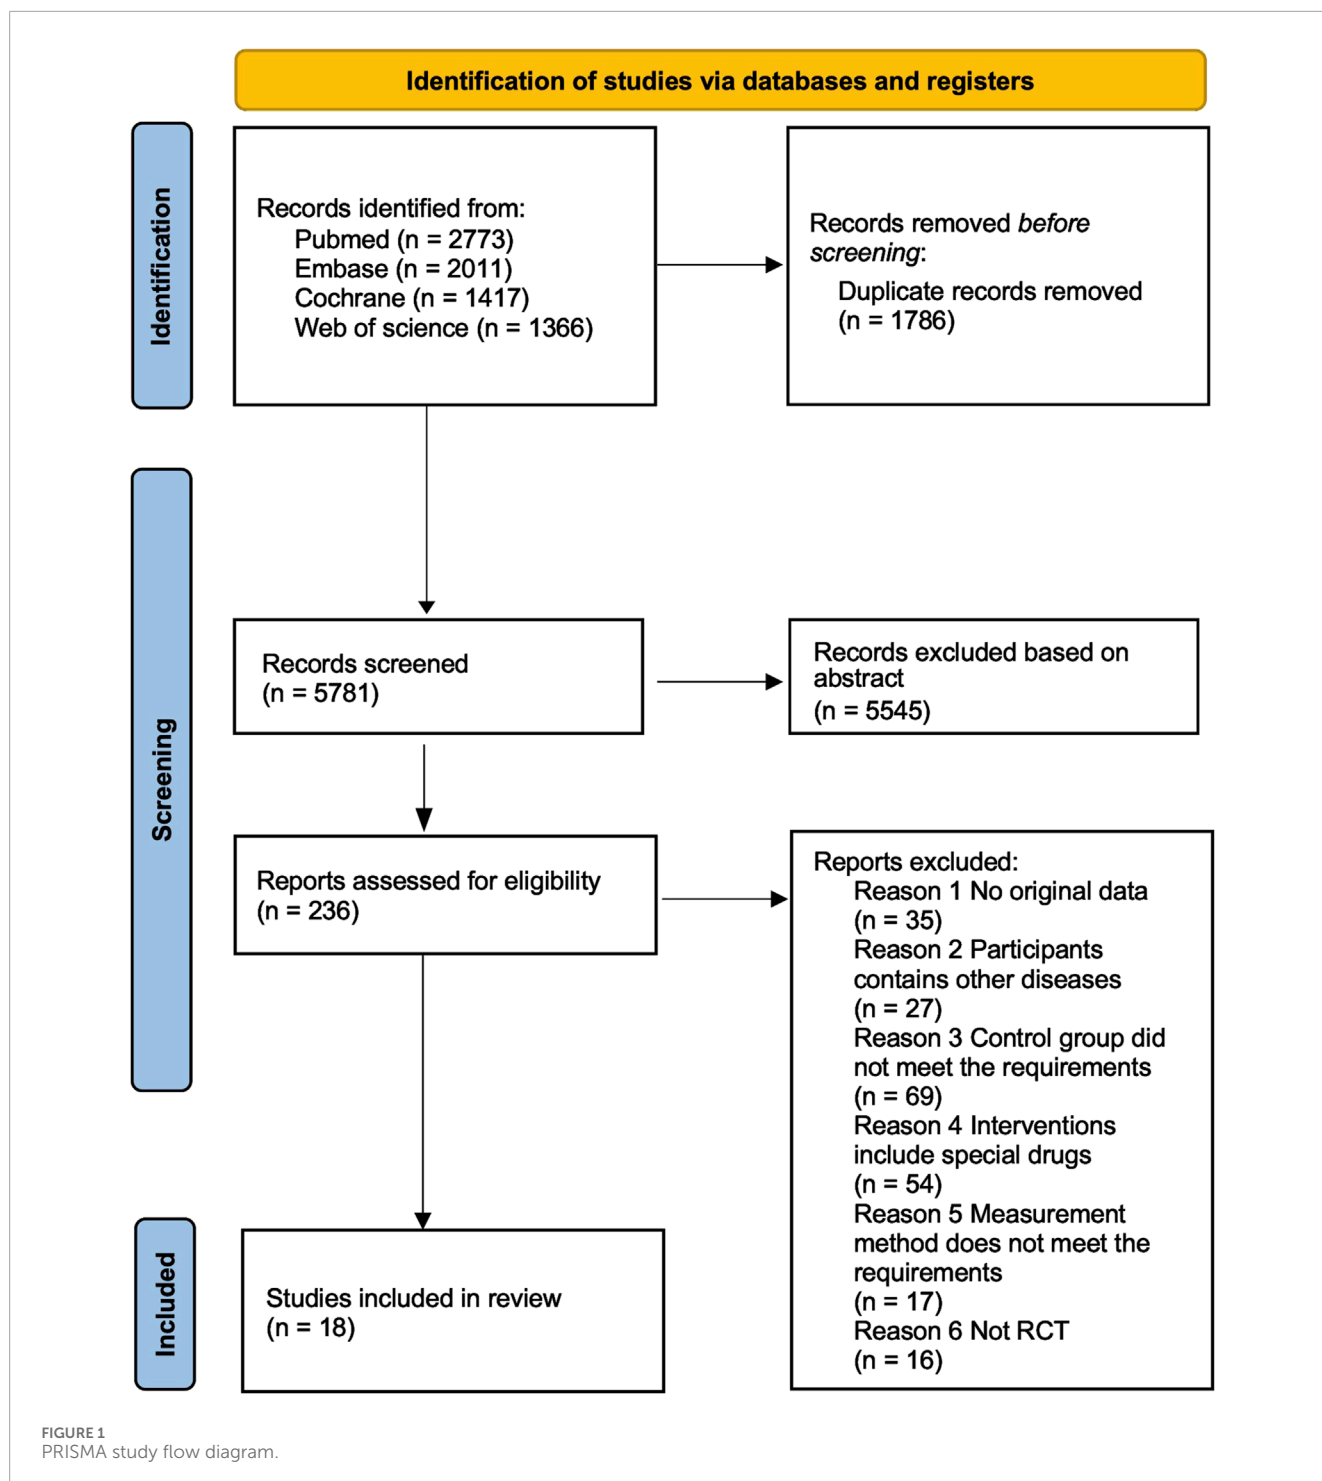 Identification of studies via databases and registers
Identification
Records identified from:
Pubmed (n = 2773)
Embase (n = 2011)
Cochrane (n = 1417)
Web of science (n = 1366)
Records removed before
screening:
Duplicate records removed
(n = 1786)
Screening
Records screened
(n = 5781)
Records excluded based on
abstract
(n = 5545)
Reports assessed for eligibility
(n = 236)
Reports excluded:
Reason 1 No original data
(n = 35)
Reason 2 Participants
contains other diseases
(n = 27)
Reason 3 Control group did
not meet the requirements
(n = 69)
Reason 4 Interventions
include special drugs
(n = 54)
Reason 5 Measurement
method does not meet the
requirements
(n = 17)
Reason 6 Not RCT
(n = 16)
Included
Studies included in review
(n = 18)
FIGURE 1
PRISMA study flow diagram.